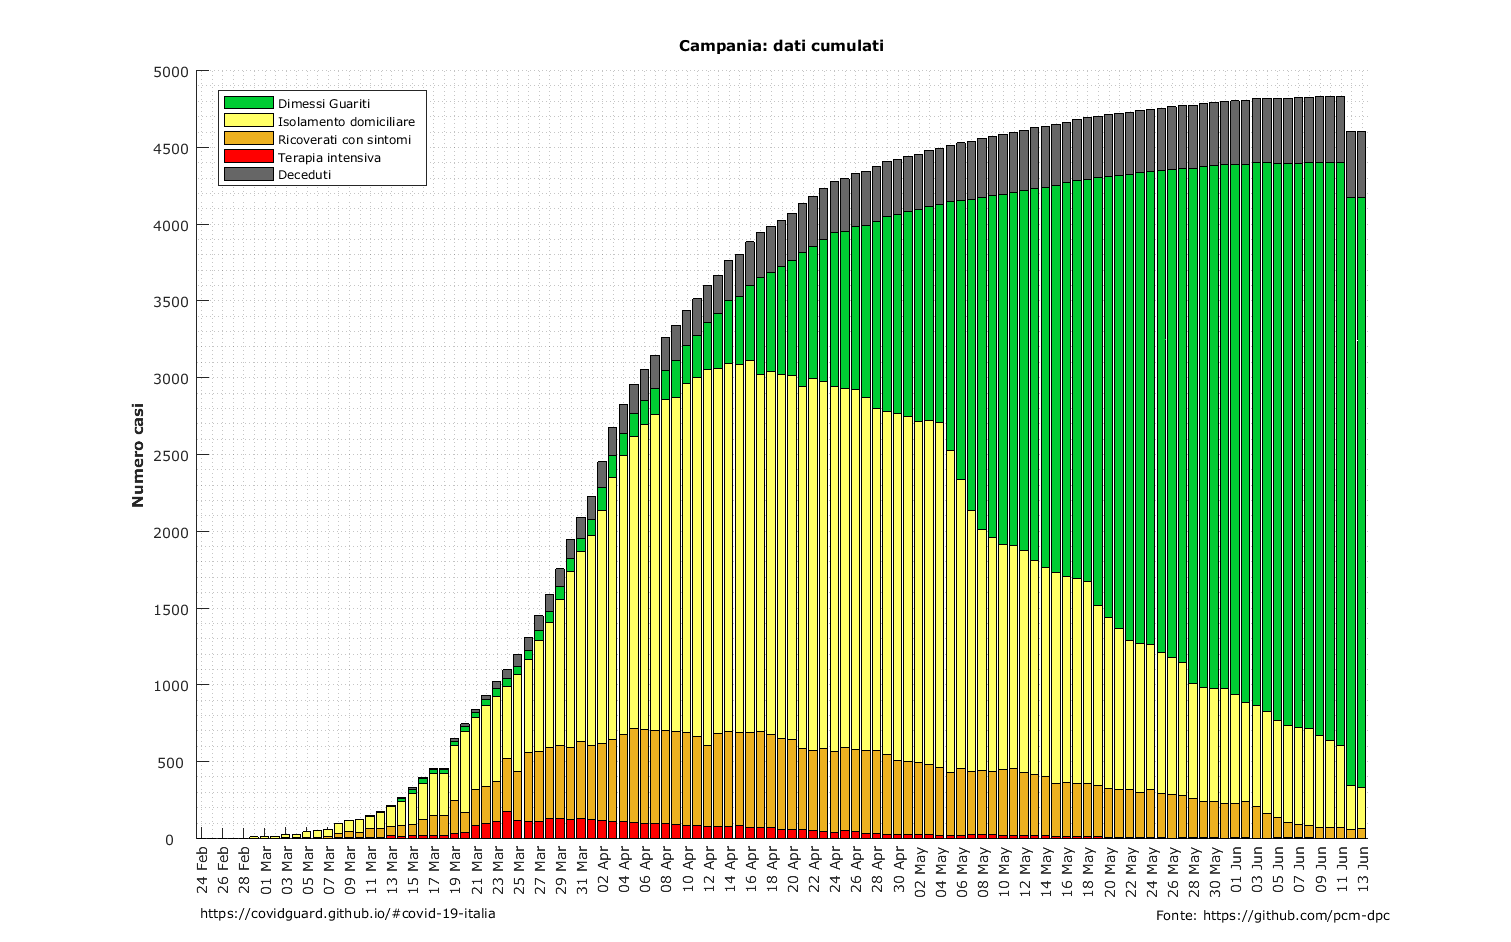 Campania: dati cumulati
5000
4500
4000
3500
3000
2500
2000
1500
1000
500
0
Numero casi
Dimessi Guariti
Isolamento domiciliare
Ricoverati con sintomi
Terapia intensiva
Deceduti
24 Feb
26 Feb
28 Feb
01 Mar
03 Mar
05 Mar
07 Mar
09 Mar
11 Mar
13 Mar
15 Mar
17 Mar
19 Mar
21 Mar
23 Mar
25 Mar
27 Mar
29 Mar
31 Mar
02 Apr
04 Apr
06 Apr
08 Apr
10 Apr
12 Apr
14 Apr
16 Apr
18 Apr
20 Apr
22 Apr
24 Apr
26 Apr
28 Apr
30 Apr
02 May
04 May
06 May
08 May
10 May
12 May
14 May
16 May
18 May
20 May
22 May
24 May
26 May
28 May
30 May
01 Jun
03 Jun
05 Jun
07 Jun
09 Jun
11 Jun
13 Jun
https://covidguard.github.io/#covid-19-italia
Fonte: https://github.com/pcm-dpc